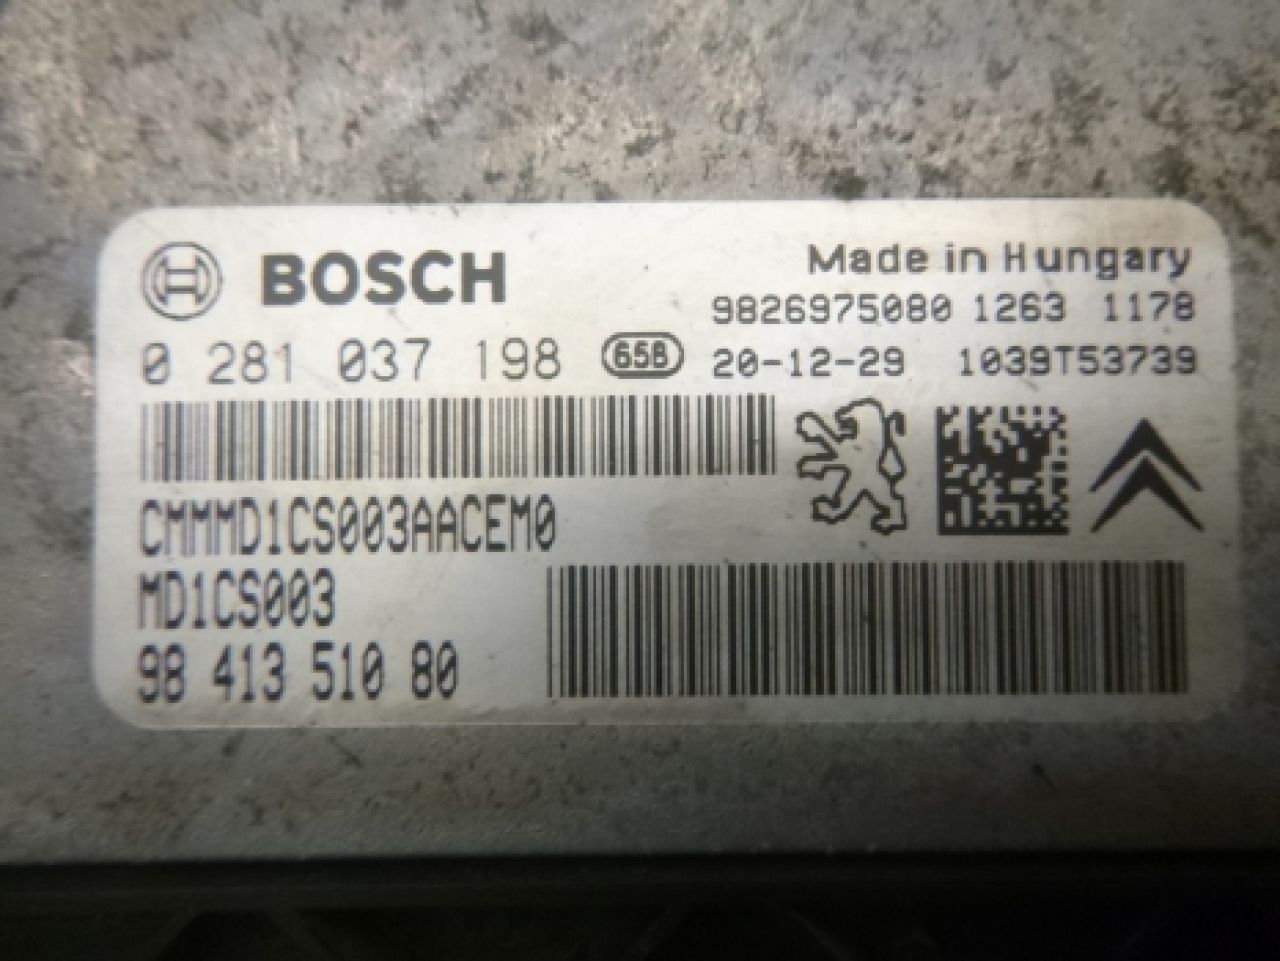 BOSCH
Made in Hungary
9826975080 1263 1178
0 281 037 198 65B 20-12-29 1039T53739
CMMMD1CS003AACEM0
MD1CS003
98 413 510 80